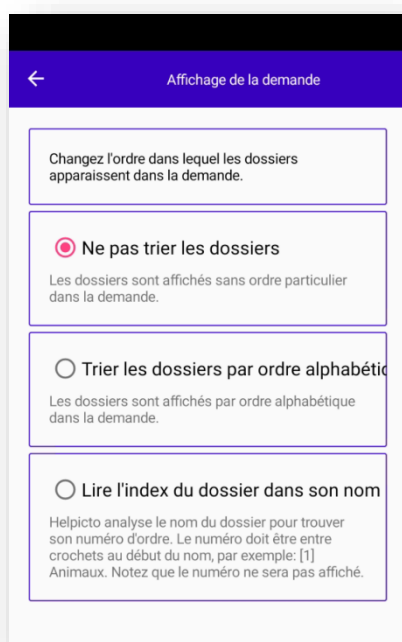 Affichage de la demande
Changez l'ordre dans lequel les dossiers
apparaissent dans la demande.
Ne pas trier les dossiers
Les dossiers sont affichés sans ordre particulier
dans la demande.
Trier les dossiers par ordre alphabétic
Les dossiers sont affichés par ordre alphabétique
dans la demande.
Lire l'index du dossier dans son nom
Helpicto analyse le nom du dossier pour trouver
son numéro d'ordre. Le numéro doit être entre
crochets au début du nom, par exemple: [1]
Animaux. Notez que le numéro ne sera pas affiché.